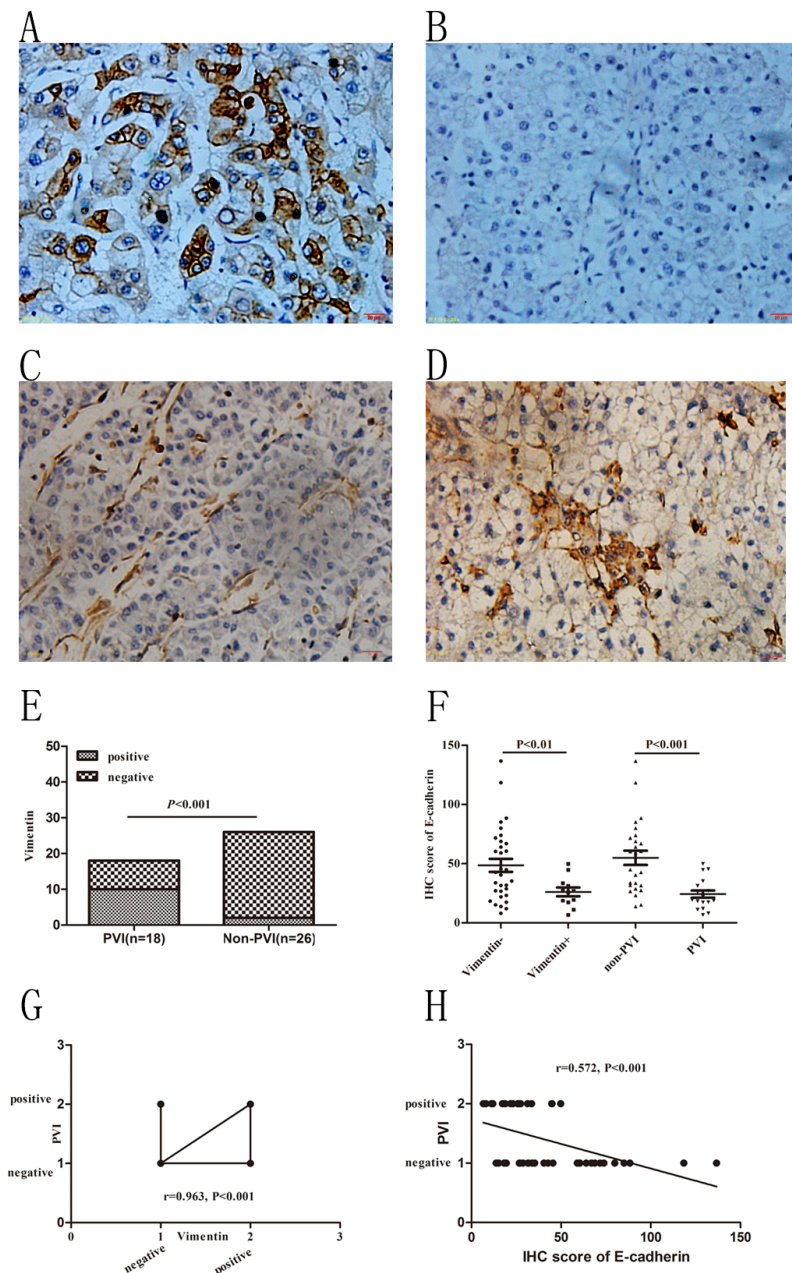 A
B
C
D
E
50
40
30
20
10
0
Vimentin
positive
negative
P<0.001
PVI(n=18)
Non-PVI(n=26)
F
150
100
50
0
IHC score of E-cadherin
P<0.01
P<0.001
Vimentin-
Vimentin+
non-PVI
PVI
G
3
2
1
0
positive
negative
PVI
r=0.963, P<0.001
0
1
2
3
Vimentin
negative
positive
H
3
2
1
0
positive
negative
PVI
r=0.572, P<0.001
0
50
100
150
IHC score of E-cadherin